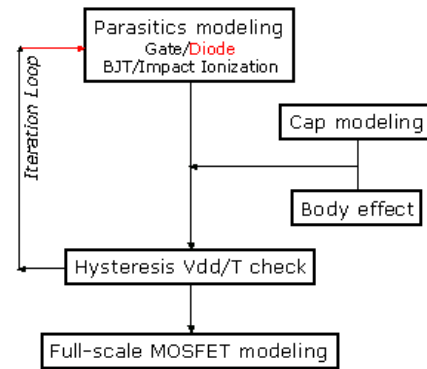 Parasitics modeling
Gate/Diode
BJT/Impact Ionization
Iteration Loop
Cap modeling
Body effect
Hysteresis Vdd/T check
Full-scale MOSFET modeling